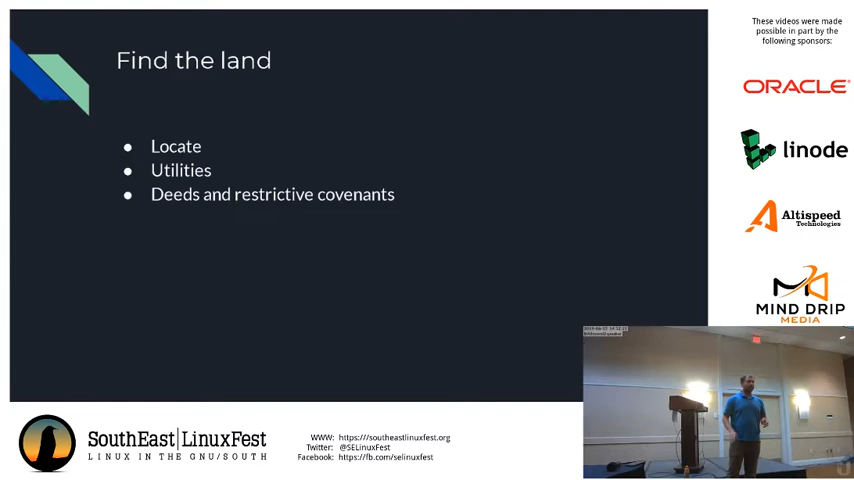 Find the land
● Locate
● Utilities
● Deeds and restrictive covenants
These videos were made
possible in part by the
following sponsors:
ORACLE
linode
Altispeed
Technologies
MIND DRIP
MEDIA
SouthEast|LinuxFest
LINUX IN THE GNU/SOUTH
WWW: https:///southeastlinuxfest.org
Twitter: @SELinuxFest
Facebook: https://fb.com/selinuxfest